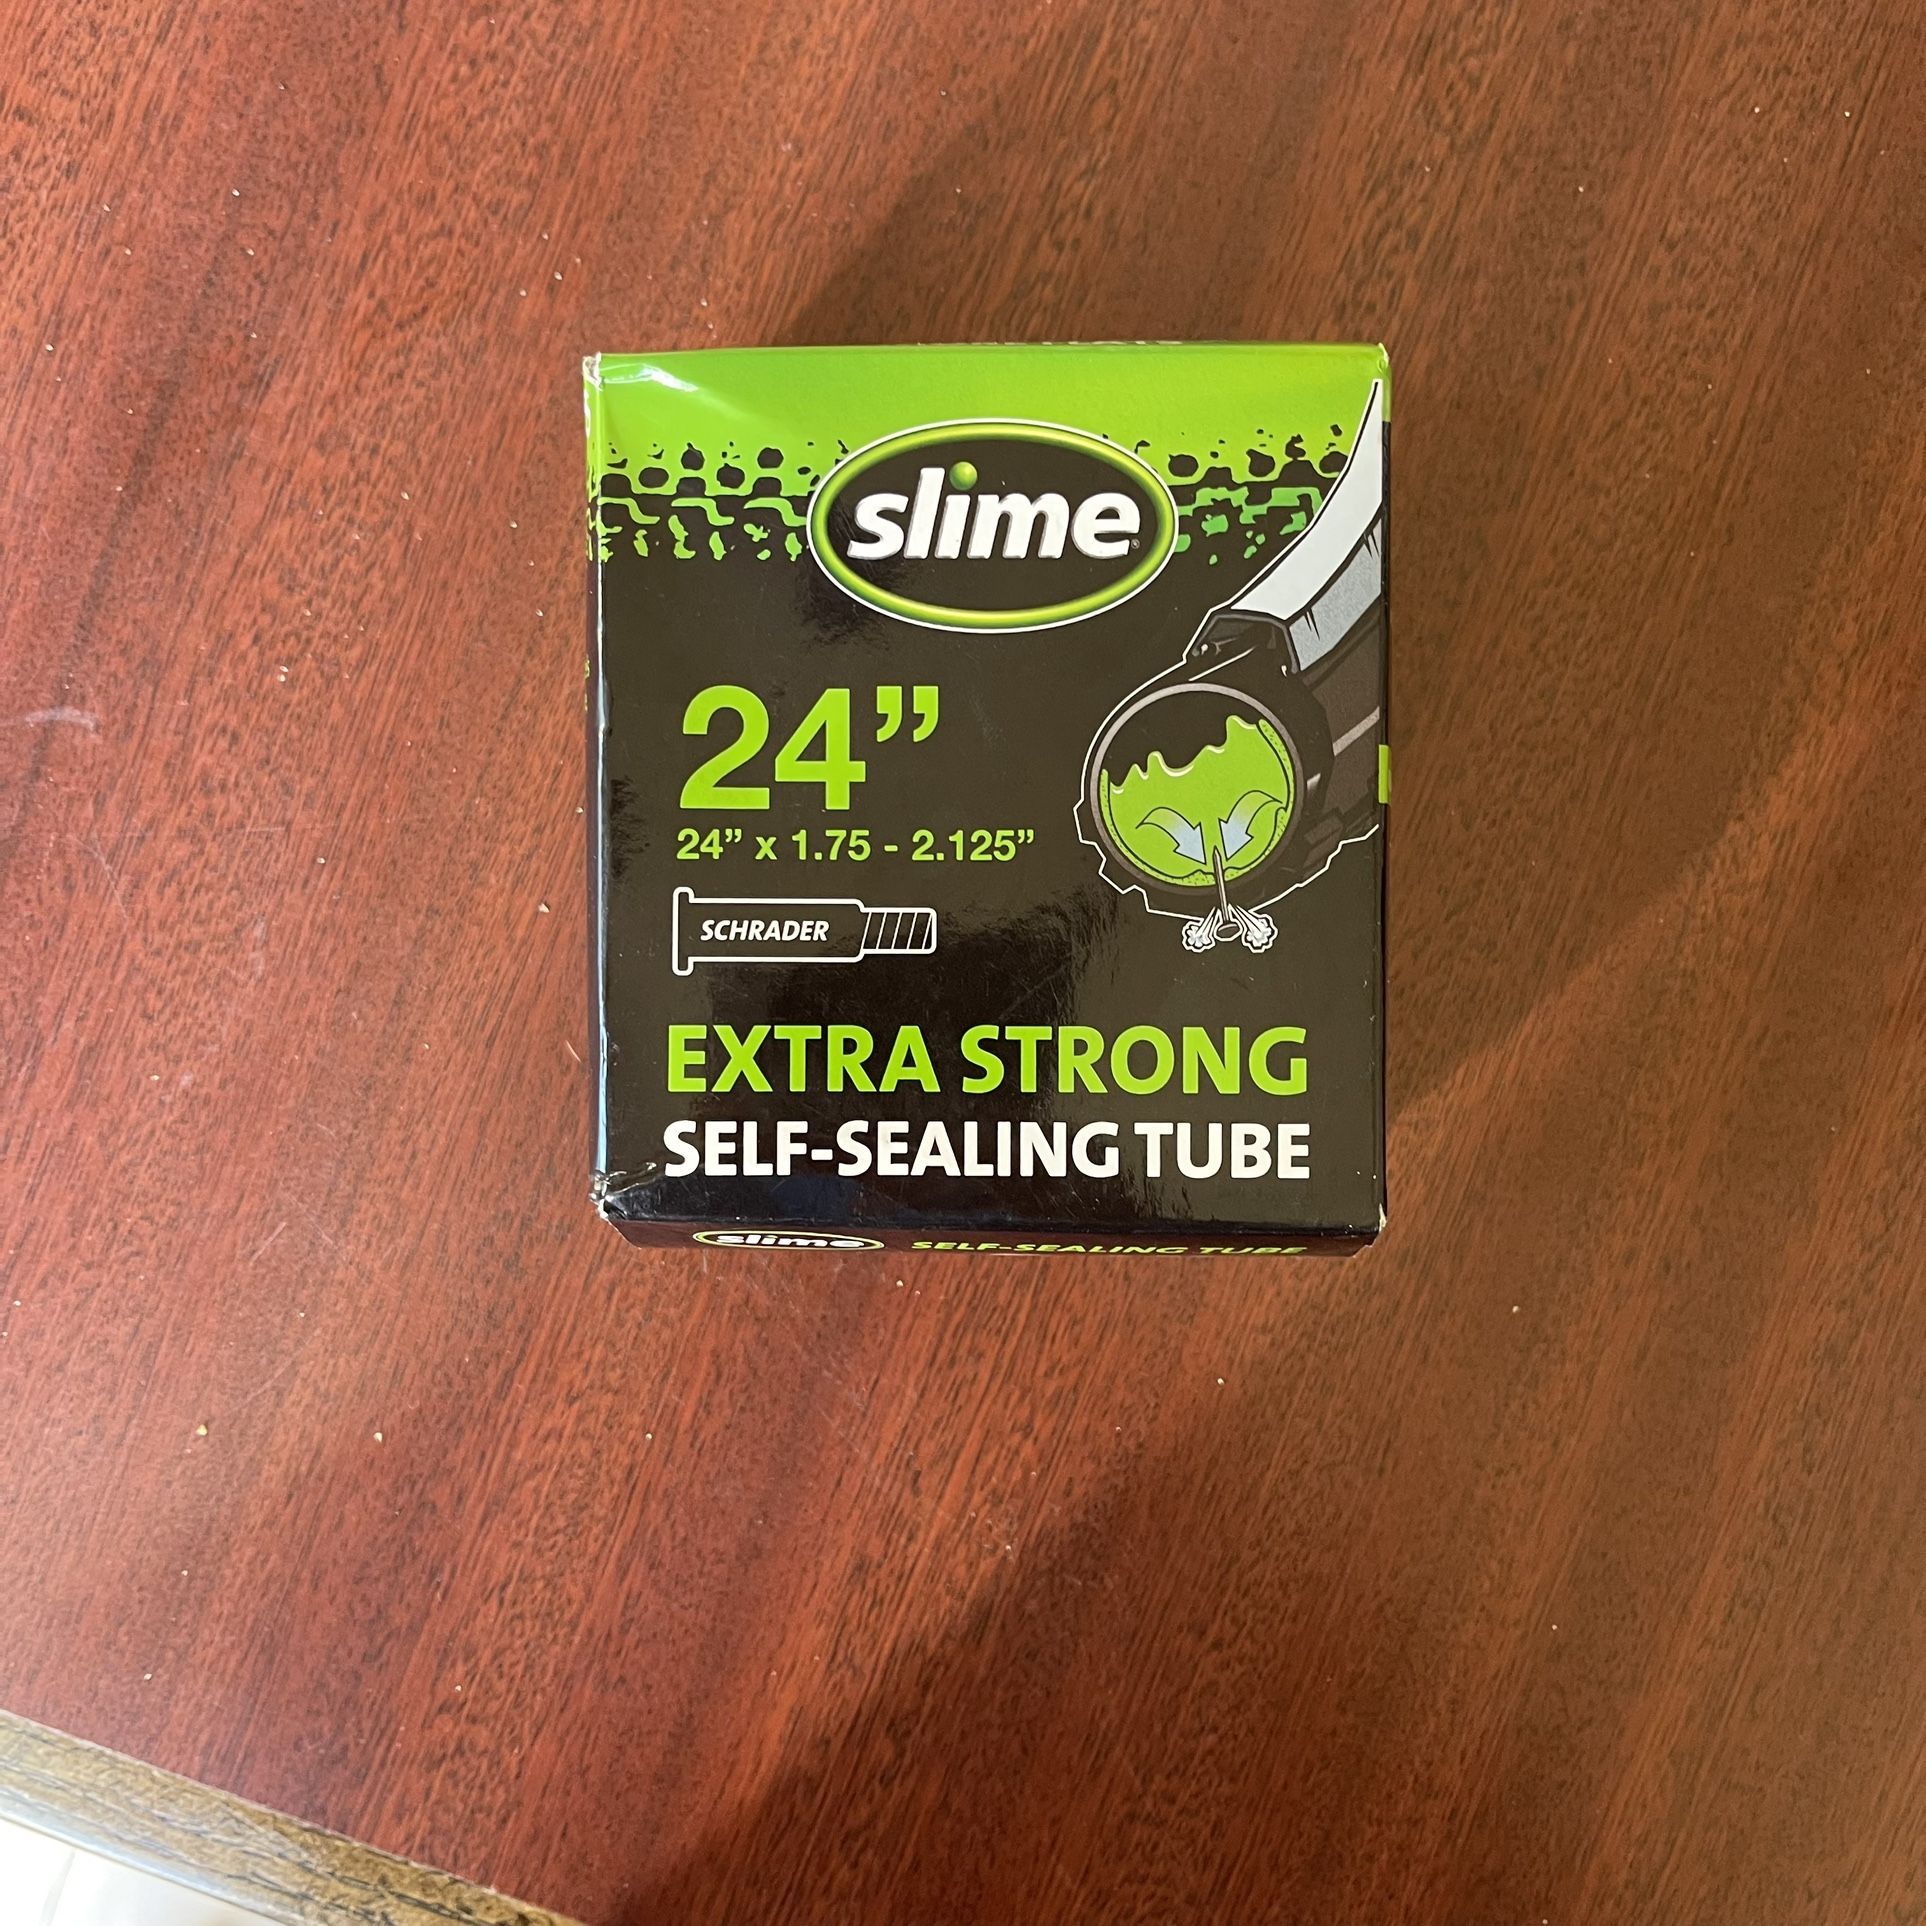 slime
24”
24” x 1.75 - 2.125”
SCHRADER
EXTRA STRONG
SELF-SEALING TUBE
slime SELF-SEALING TUBE